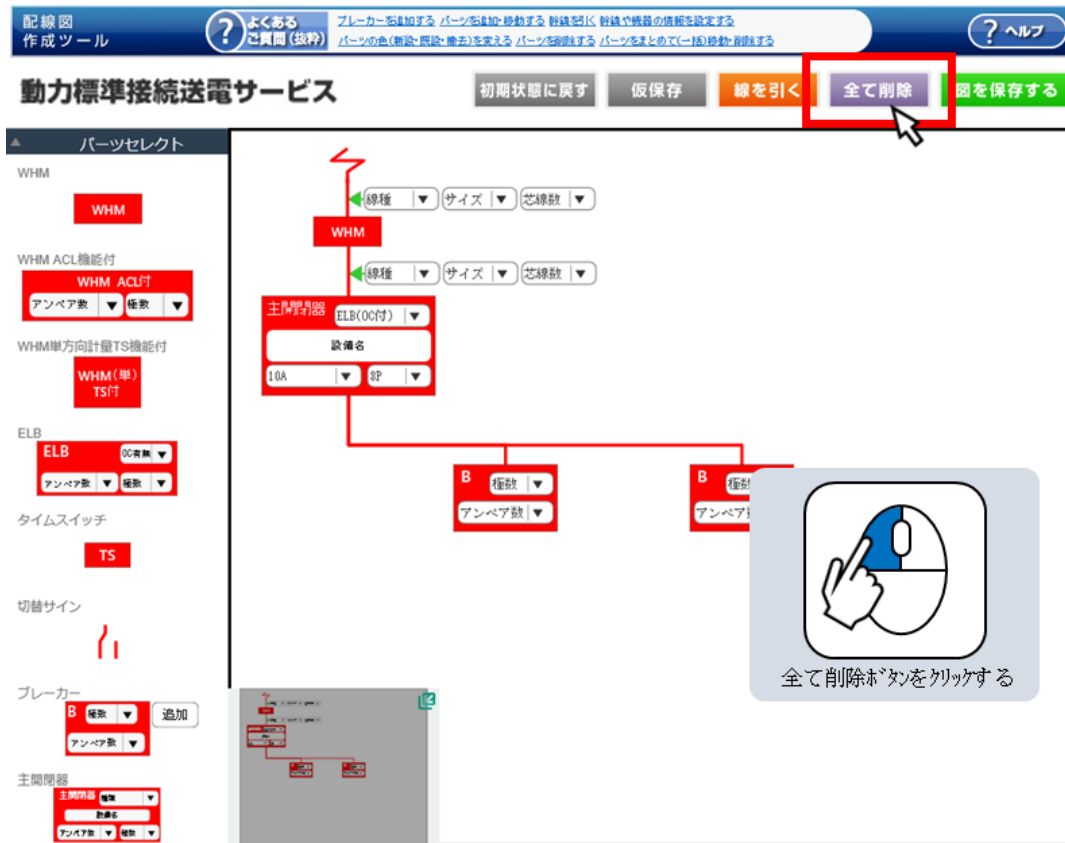 配線図
作成ツール
?
よくある
ご質問(抜粋)
ブレーカーを追加する パーツを追加・移動する 幹線を引く 幹線や機器の情報を設定する
パーツの色(新設・既設・撤去)を変える パーツを削除する パーツをまとめて(一括)移動・削除する
? ヘルプ
動力標準接続送電サービス
初期状態に戻す
仮保存
線を引く
全て削除
図を保存する
パーツセレクト
WHM
WHM
WHM ACL機能付
WHM ACL付
アンペア数 ▼ 極数 ▼
WHM単方向計量TS機能付
WHM(単)
TS付
ELB
ELB OC有無 ▼
アンペア数 ▼ 極数 ▼
タイムスイッチ
TS
切替サイン
ブレーカー
B 極数 ▼ 追加
アンペア数 ▼
主開閉器
主開閉器 種類 ▼
設備名
アンペア数 ▼ 極数 ▼
線種 ▼ サイズ ▼ 芯線数 ▼
WHM
線種 ▼ サイズ ▼ 芯線数 ▼
主開閉器 ELB(OC付) ▼
設備名
10A ▼ 3P ▼
B 極数 ▼
アンペア数 ▼
B 極数
アンペア数
全て削除ボタンをクリックする